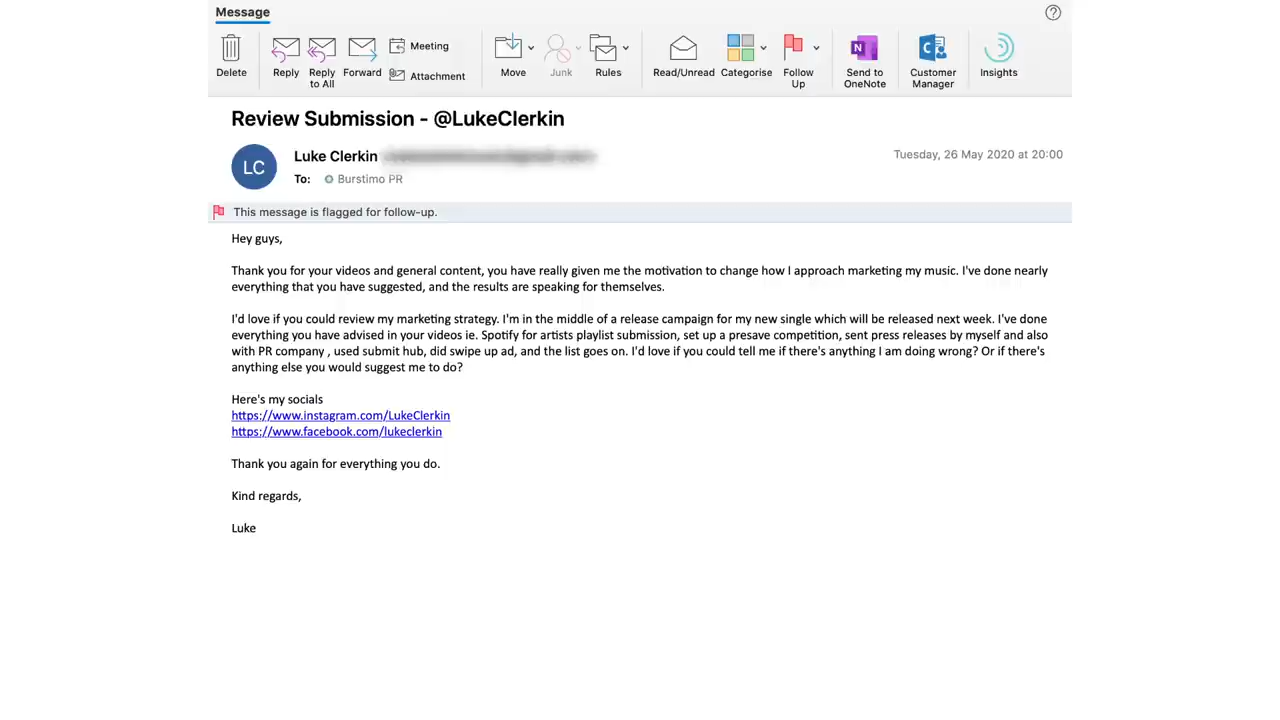 Message
Delete
Reply
Reply to All
Forward
Meeting
Attachment
Move
Junk
Rules
Read/Unread
Categorise
Follow Up
Send to OneNote
Customer Manager
Insights
Review Submission - @LukeClerkin
LC
Luke Clerkin
Tuesday, 26 May 2020 at 20:00
To: Burstimo PR
This message is flagged for follow-up.
Hey guys,
Thank you for your videos and general content, you have really given me the motivation to change how I approach marketing my music. I've done nearly
everything that you have suggested, and the results are speaking for themselves.
I'd love if you could review my marketing strategy. I'm in the middle of a release campaign for my new single which will be released next week. I've done
everything you have advised in your videos ie. Spotify for artists playlist submission, set up a presave competition, sent press releases by myself and also
with PR company , used submit hub, did swipe up ad, and the list goes on. I'd love if you could tell me if there's anything I am doing wrong? Or if there's
anything else you would suggest me to do?
Here's my socials
https://www.instagram.com/LukeClerkin
https://www.facebook.com/lukeclerkin
Thank you again for everything you do.
Kind regards,
Luke